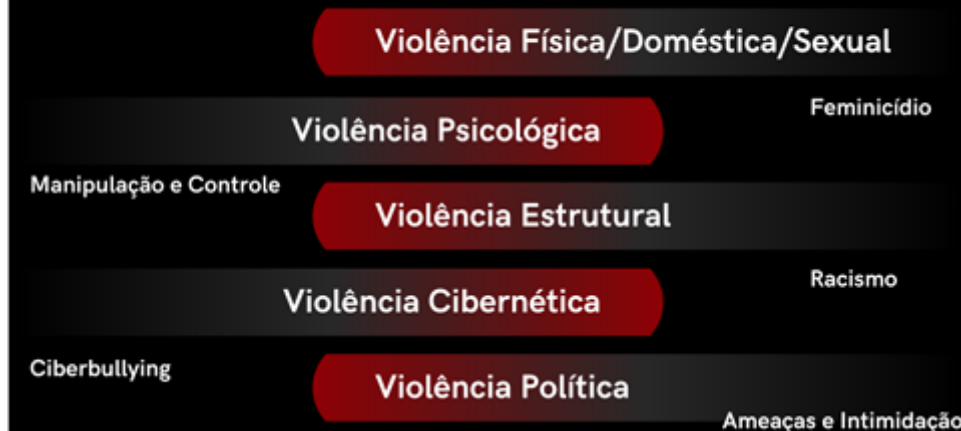 Violência Física/Doméstica/Sexual
Feminicídio
Violência Psicológica
Manipulação e Controle
Violência Estrutural
Racismo
Violência Cibernética
Ciberbullying
Violência Política
Ameaças e Intimidação